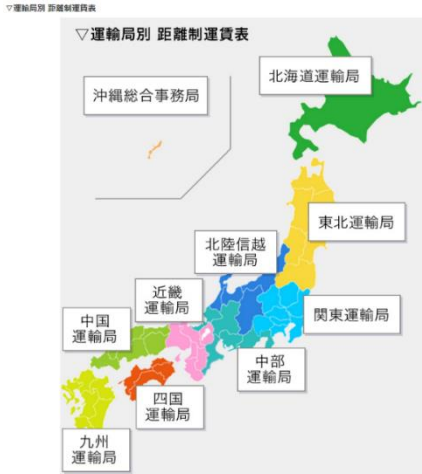 ▽運輸局別 距離制運賃表
▽運輸局別 距離制運賃表
北海道運輸局
沖縄総合事務局
東北運輸局
北陸信越
運輸局
近畿
運輸局
関東運輸局
中国
運輸局
中部
運輸局
四国
運輸局
九州
運輸局